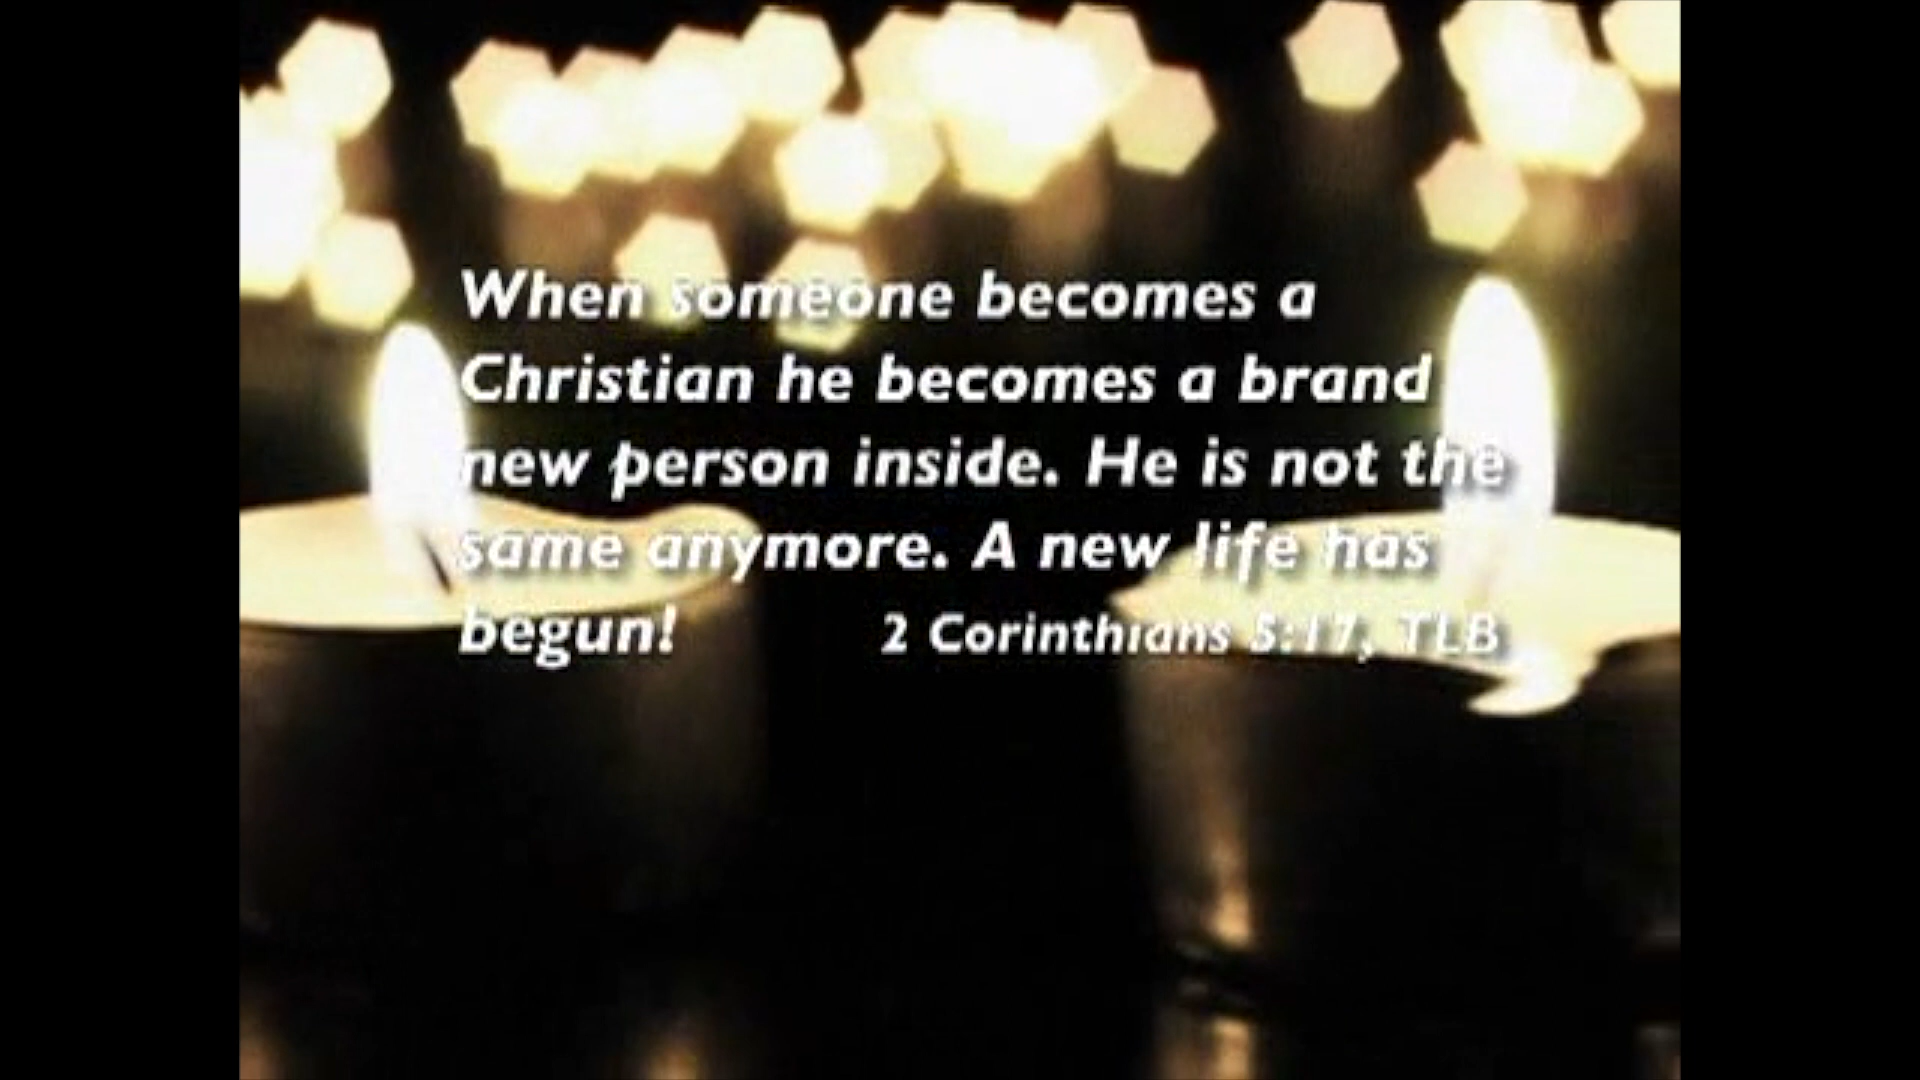 When someone becomes a
Christian he becomes a brand
new person inside. He is not the
same anymore. A new life has
begun! 2 Corinthians 5:17, TLB